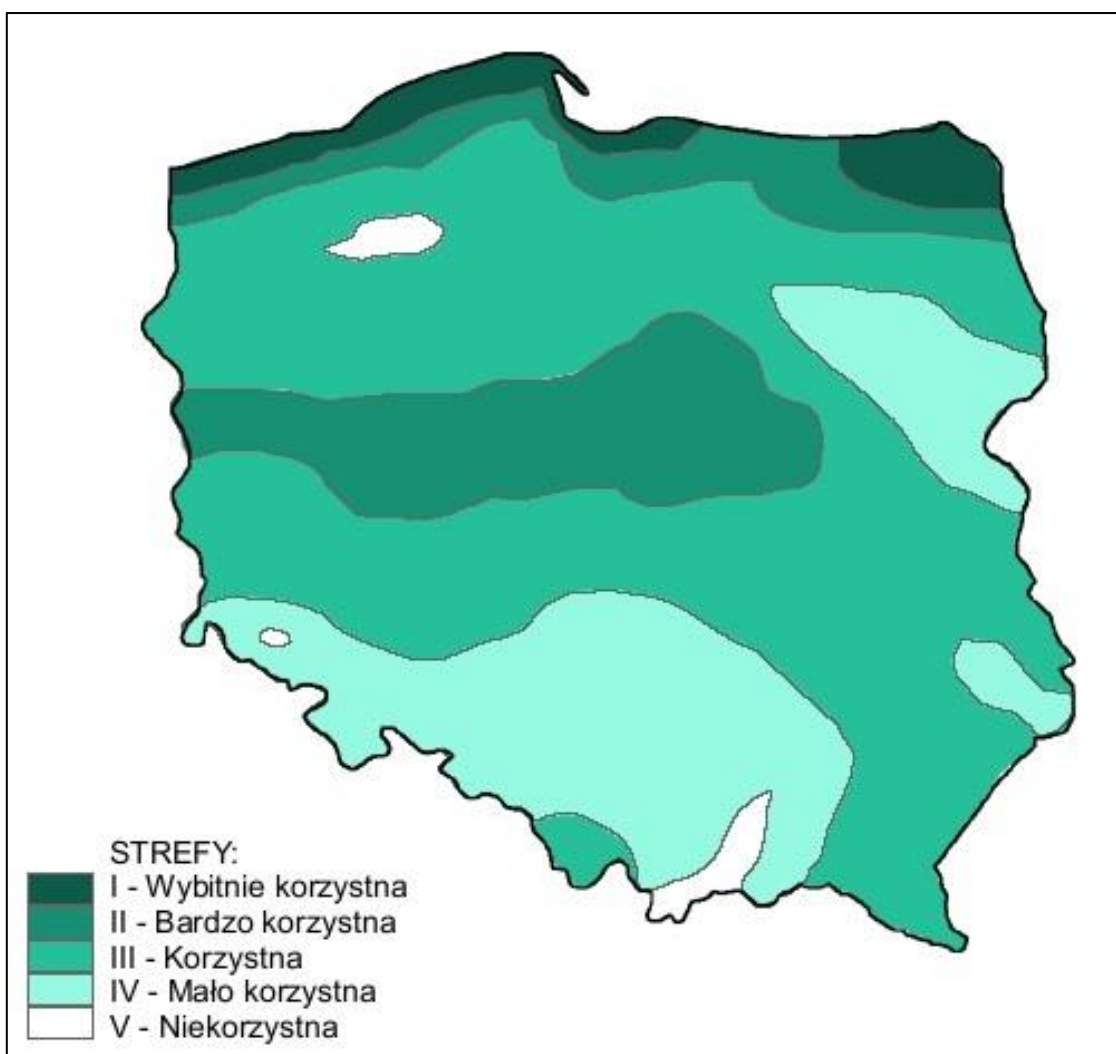 STREFY:
I - Wybitnie korzystna
II - Bardzo korzystna
III - Korzystna
IV - Mało korzystna
V - Niekorzystna